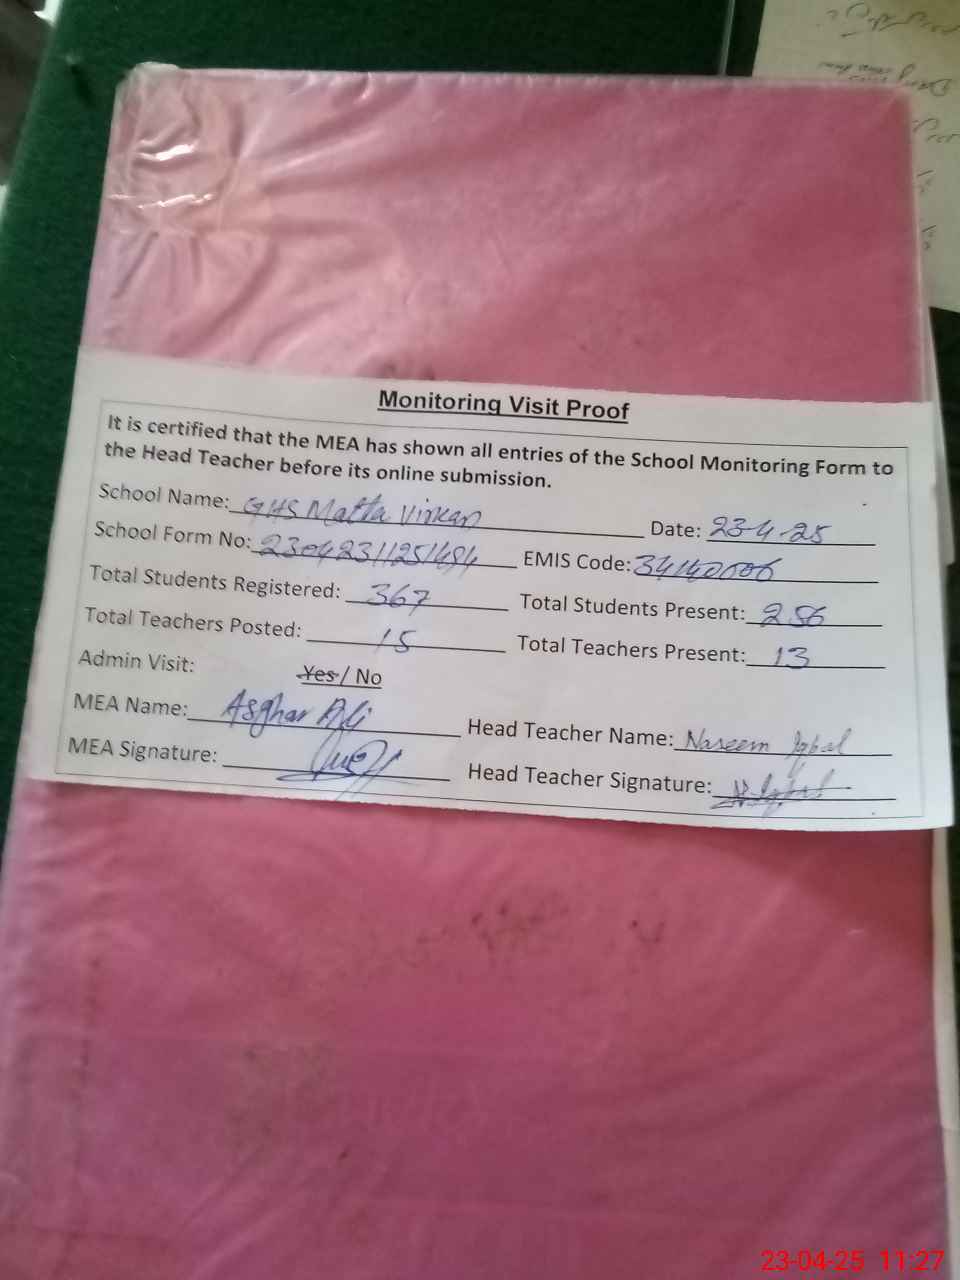 Monitoring Visit Proof
It is certified that the MEA has shown all entries of the School Monitoring Form to
the Head Teacher before its online submission.
School Name: GHS Matta Virkan Date: 23-4-25
School Form No: 23042311251494 EMIS Code: 34140006
Total Students Registered: 367 Total Students Present: 256
Total Teachers Posted: 15 Total Teachers Present: 13
Admin Visit: Yes / No
MEA Name: Asghar Ali Head Teacher Name: Naseem Iqbal
MEA Signature: Head Teacher Signature: N. Iqbal
23-04-25 11:27